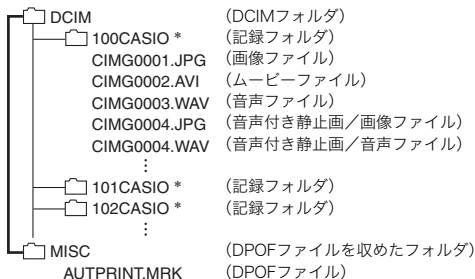 DCIM （DCIMフォルダ）
100CASIO * （記録フォルダ）
CIMG0001.JPG （画像ファイル）
CIMG0002.AVI （ムービーファイル）
CIMG0003.WAV （音声ファイル）
CIMG0004.JPG （音声付き静止画／画像ファイル）
CIMG0004.WAV （音声付き静止画／音声ファイル）
⋮
101CASIO * （記録フォルダ）
102CASIO * （記録フォルダ）
⋮
MISC （DPOFファイルを収めたフォルダ）
AUTPRINT.MRK （DPOFファイル）